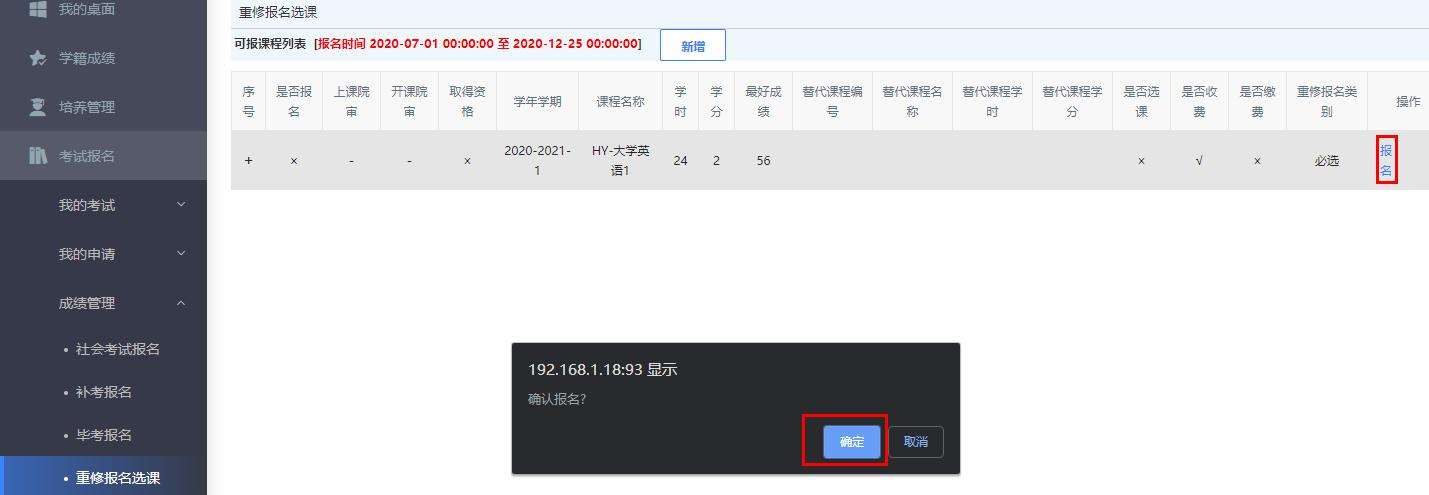 我的桌面
学籍成绩
培养管理
考试报名
我的考试
我的申请
成绩管理
• 社会考试报名
• 补考报名
• 毕考报名
• 重修报名选课
重修报名选课
可报课程列表 [报名时间 2020-07-01 00:00:00 至 2020-12-25 00:00:00] 新增
序号 是否报名 上课院审 开课院审 取得资格 学年学期 课程名称 学时 学分 最好成绩 替代课程编号 替代课程名称 替代课程学时 替代课程学分 是否选课 是否收费 是否缴费 重修报名类别 操作
+ × - - × 2020-2021-1 HY-大学英语1 24 2 56 × √ × 必选 报名
192.168.1.18:93 显示
确认报名?
确定 取消